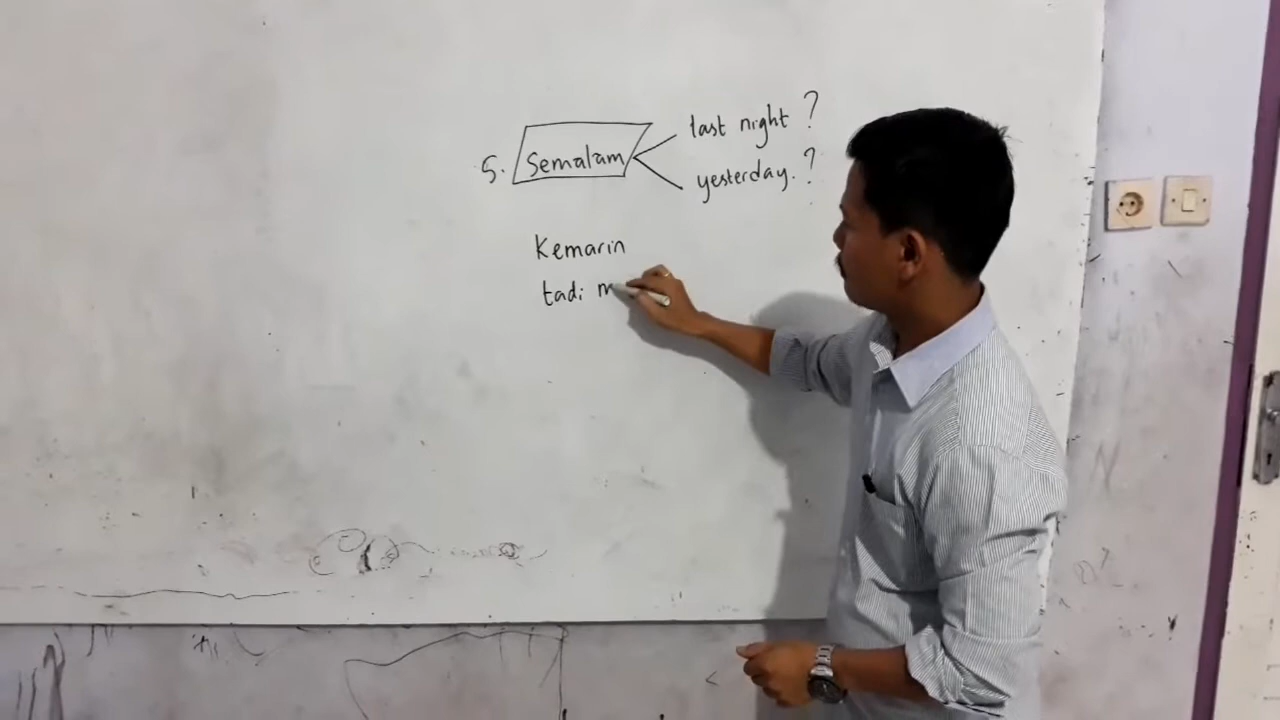 5. Semalam
last night ?
yesterday. ?
Kemarin
tadi m